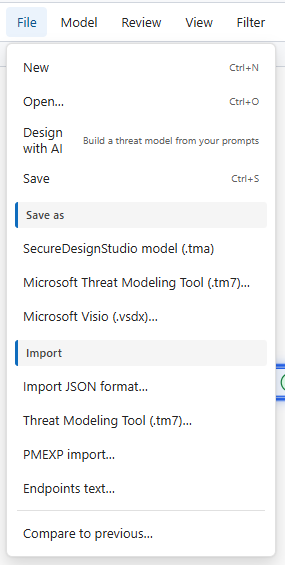 File Model Review View Filter
New Ctrl+N
Open... Ctrl+O
Design
with AI Build a threat model from your prompts
Save Ctrl+S
Save as
SecureDesignStudio model (.tma)
Microsoft Threat Modeling Tool (.tm7)...
Microsoft Visio (.vsdx)...
Import
Import JSON format...
Threat Modeling Tool (.tm7)...
PMEXP import...
Endpoints text...
Compare to previous...